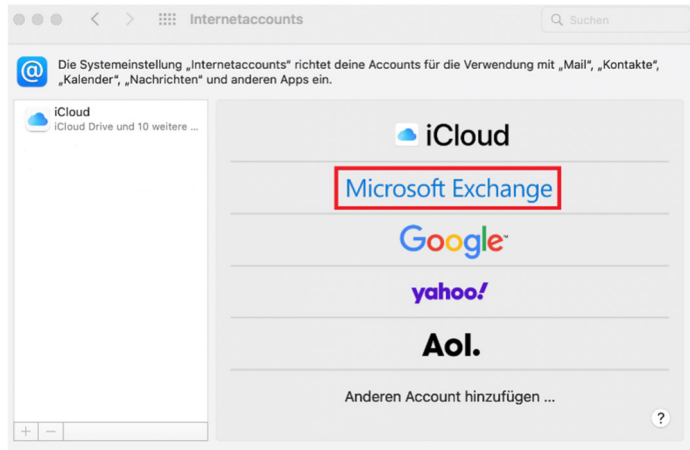 Internetaccounts
Suchen
Die Systemeinstellung „Internetaccounts“ richtet deine Accounts für die Verwendung mit „Mail“, „Kontakte“,
„Kalender“, „Nachrichten“ und anderen Apps ein.
iCloud
iCloud Drive und 10 weitere ...
iCloud
Microsoft Exchange
Google™
yahoo!
Aol.
Anderen Account hinzufügen ...
?
+ −